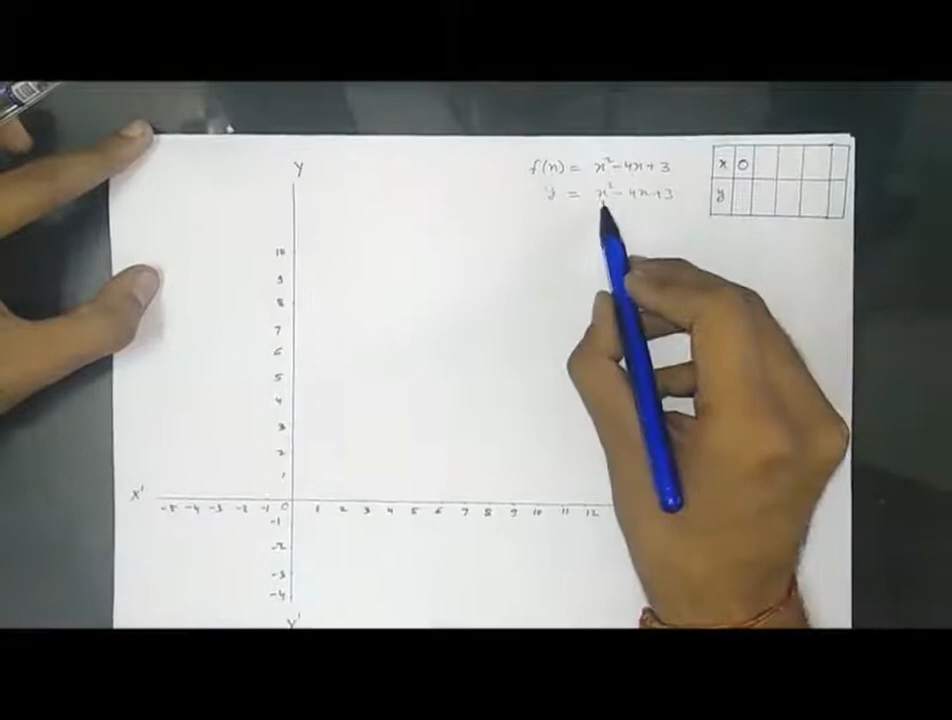 Y
f(x) = x² - 4x + 3
y = x² - 4x + 3
x 0
y
10
9
8
7
6
5
4
3
2
1
X' -5 -4 -3 -2 -1 0 1 2 3 4 5 6 7 8 9 10 11 12
-1
-2
-3
-4
Y'